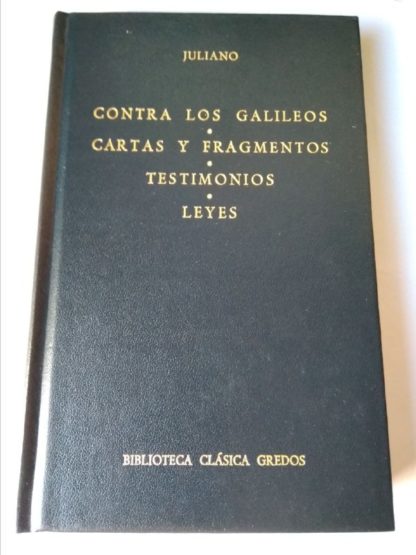 JULIANO
CONTRA LOS GALILEOS
•
CARTAS Y FRAGMENTOS
•
TESTIMONIOS
•
LEYES
BIBLIOTECA CLÁSICA GREDOS